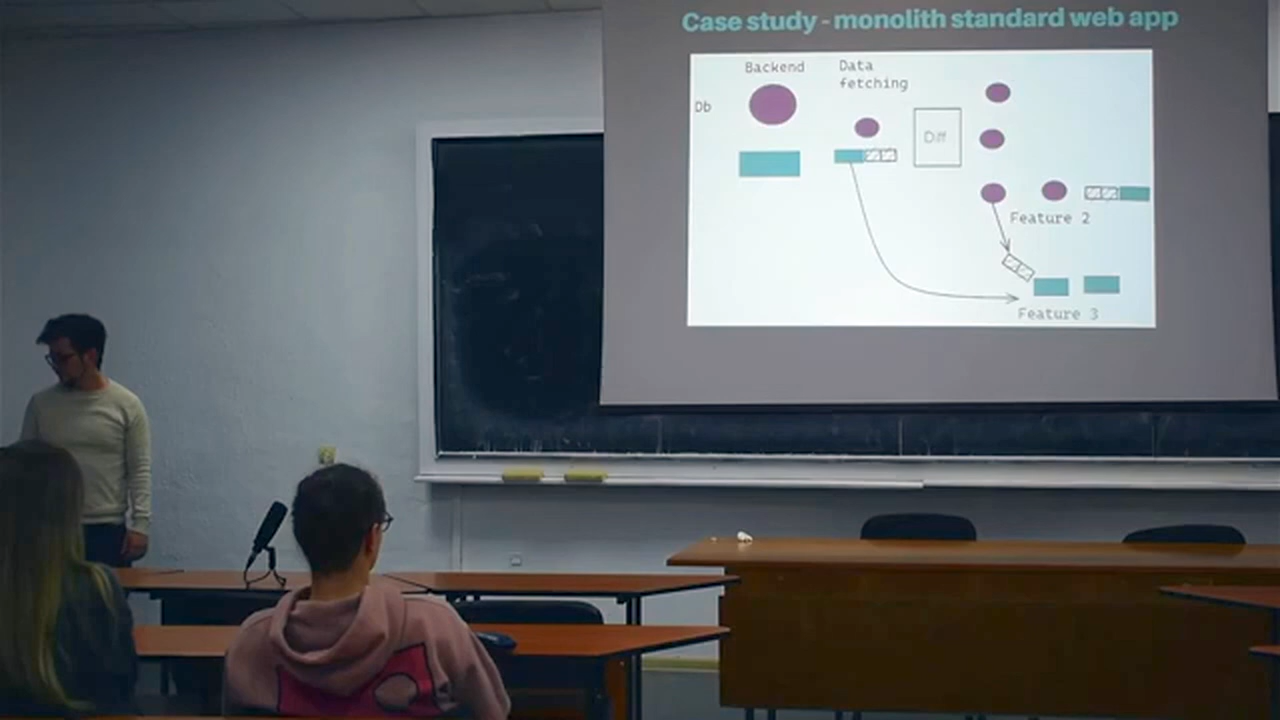 Case study - monolith standard web app
Backend
Data
fetching
Db
Diff
Feature 2
Feature 3